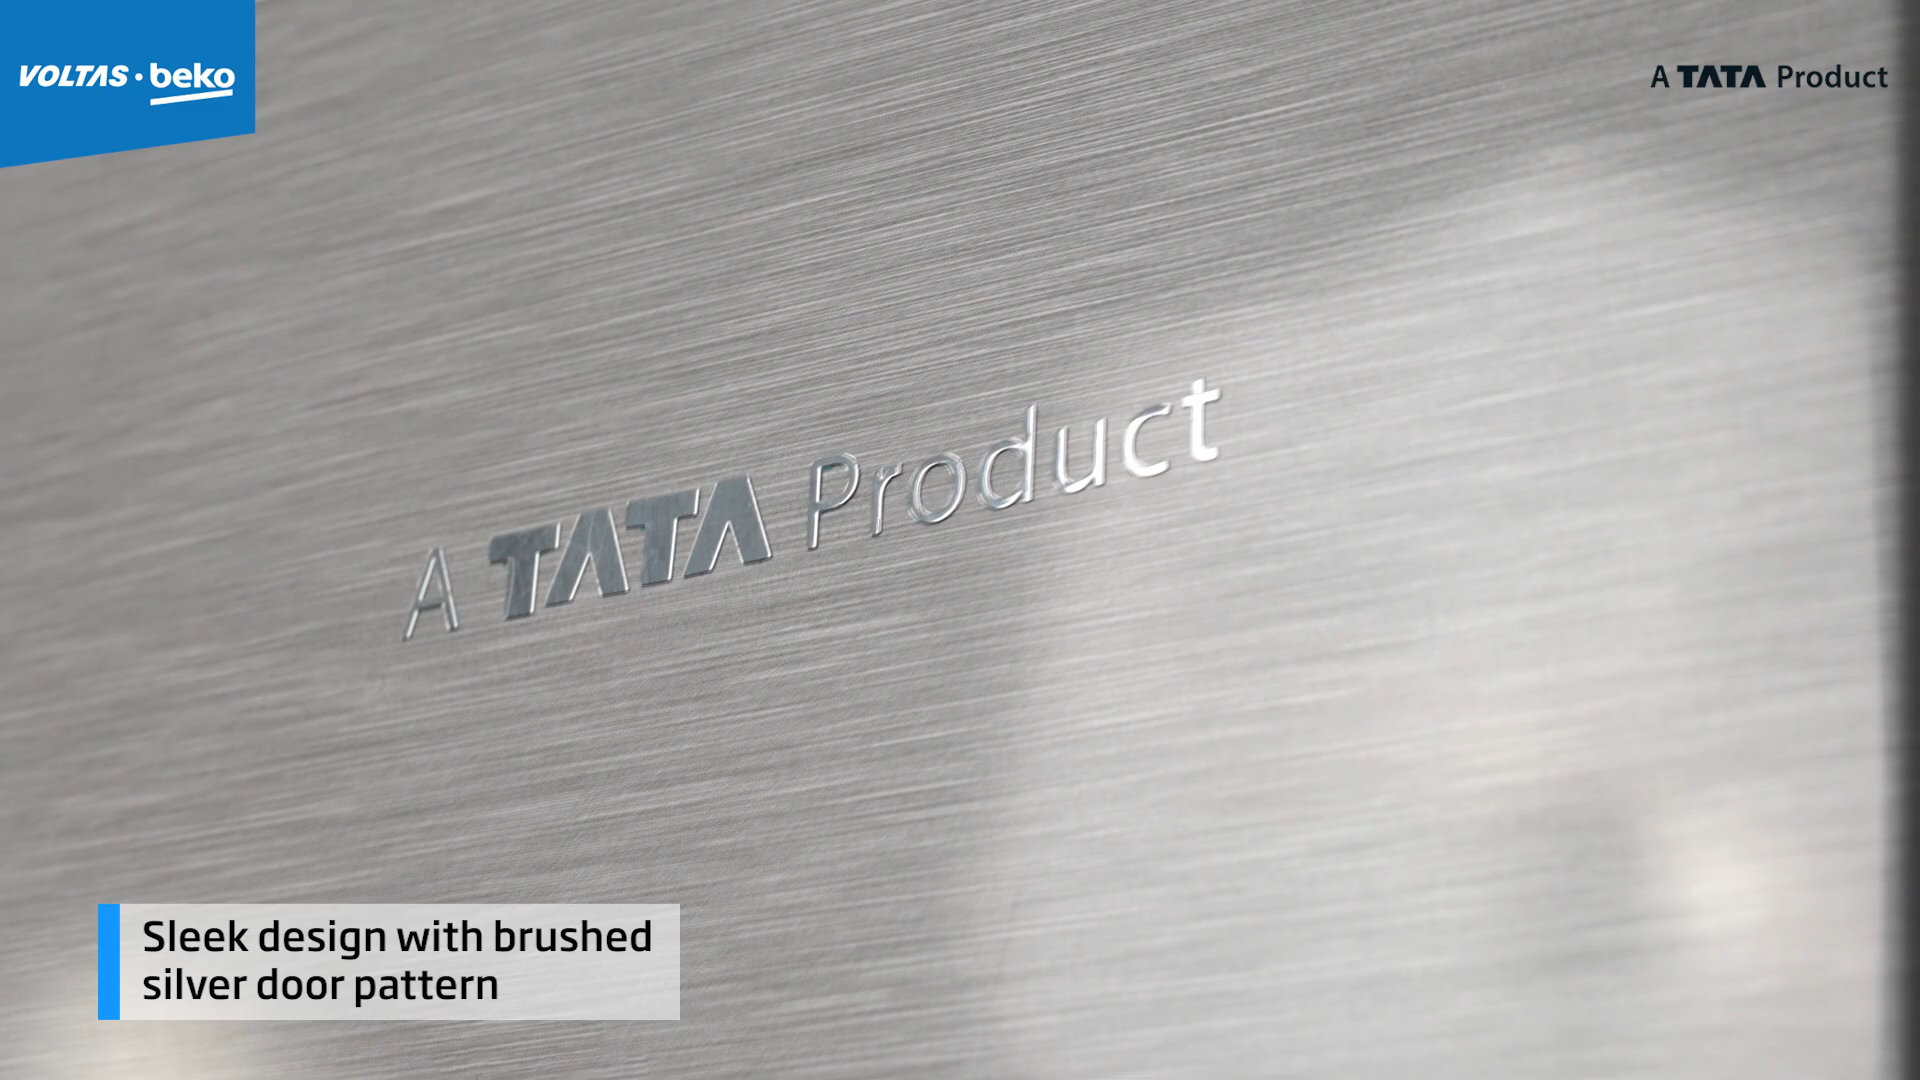 VOLTAS • beko
A TATA Product
A TATA Product
Sleek design with brushed
silver door pattern